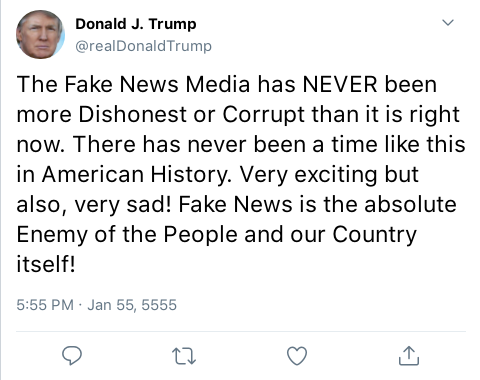 Donald J. Trump
@realDonaldTrump
The Fake News Media has NEVER been
more Dishonest or Corrupt than it is right
now. There has never been a time like this
in American History. Very exciting but
also, very sad! Fake News is the absolute
Enemy of the People and our Country
itself!
5:55 PM · Jan 55, 5555